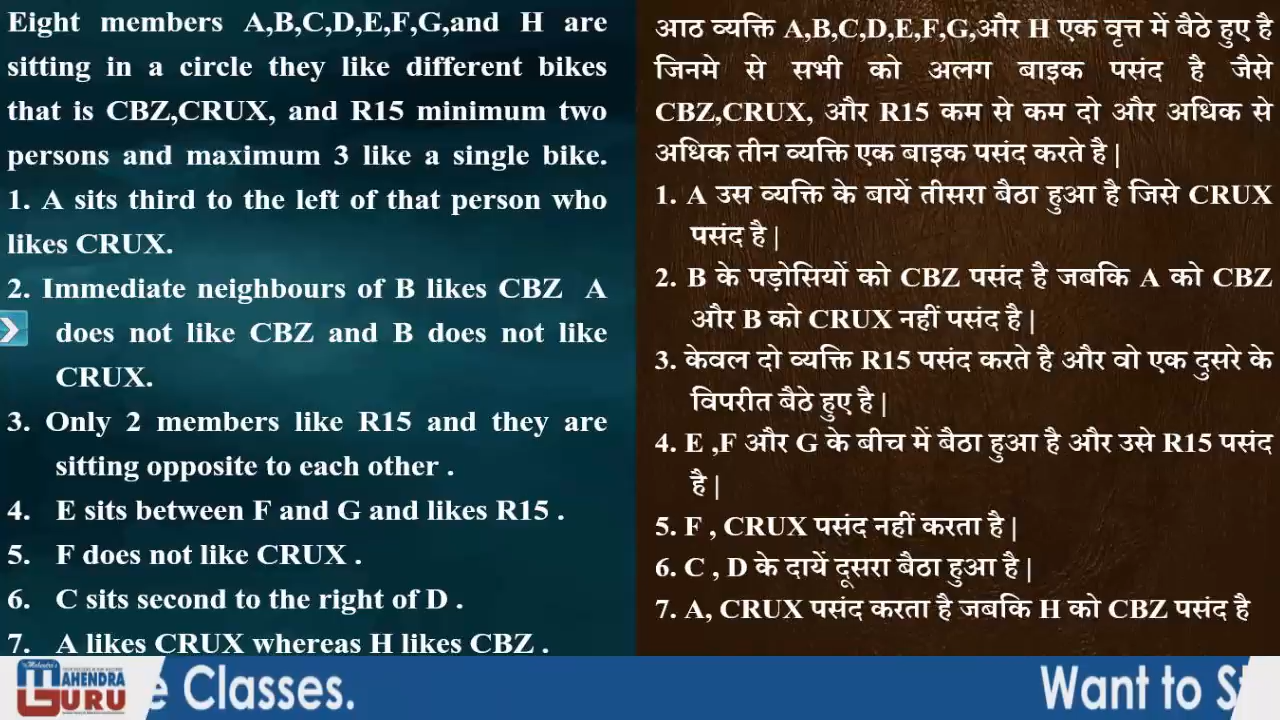 Eight members A,B,C,D,E,F,G,and H are
sitting in a circle they like different bikes
that is CBZ,CRUX, and R15 minimum two
persons and maximum 3 like a single bike.
1. A sits third to the left of that person who
likes CRUX.
2. Immediate neighbours of B likes CBZ A
does not like CBZ and B does not like
CRUX.
3. Only 2 members like R15 and they are
sitting opposite to each other .
4. E sits between F and G and likes R15 .
5. F does not like CRUX .
6. C sits second to the right of D .
7. A likes CRUX whereas H likes CBZ .
आठ व्यक्ति A,B,C,D,E,F,G,और H एक वृत्त में बैठे हुए है
जिनमे से सभी को अलग बाइक पसंद है जैसे
CBZ,CRUX, और R15 कम से कम दो और अधिक से
अधिक तीन व्यक्ति एक बाइक पसंद करते है |
1. A उस व्यक्ति के बायें तीसरा बैठा हुआ है जिसे CRUX
पसंद है |
2. B के पड़ोसियों को CBZ पसंद है जबकि A को CBZ
और B को CRUX नहीं पसंद है |
3. केवल दो व्यक्ति R15 पसंद करते है और वो एक दुसरे के
विपरीत बैठे हुए है |
4. E ,F और G के बीच में बैठा हुआ है और उसे R15 पसंद
है |
5. F , CRUX पसंद नहीं करता है |
6. C , D के दायें दूसरा बैठा हुआ है |
7. A, CRUX पसंद करता है जबकि H को CBZ पसंद है
MAHENDRA
GURU
e Classes.
Want to S